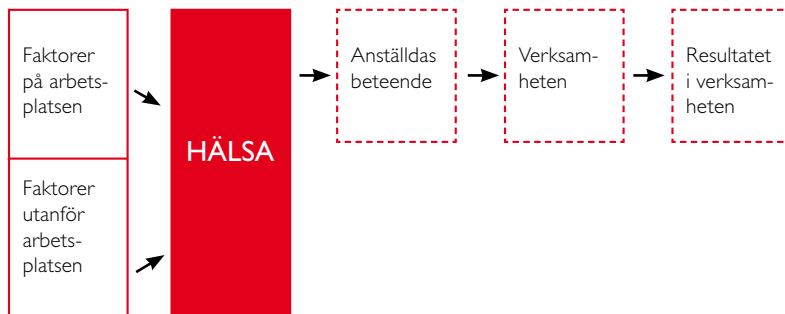 Faktorer
på arbets-
platsen
Faktorer
utanför
arbets-
platsen
HÄLSA
Anställdas
beteende
Verksam-
heten
Resultatet
i verksam-
heten